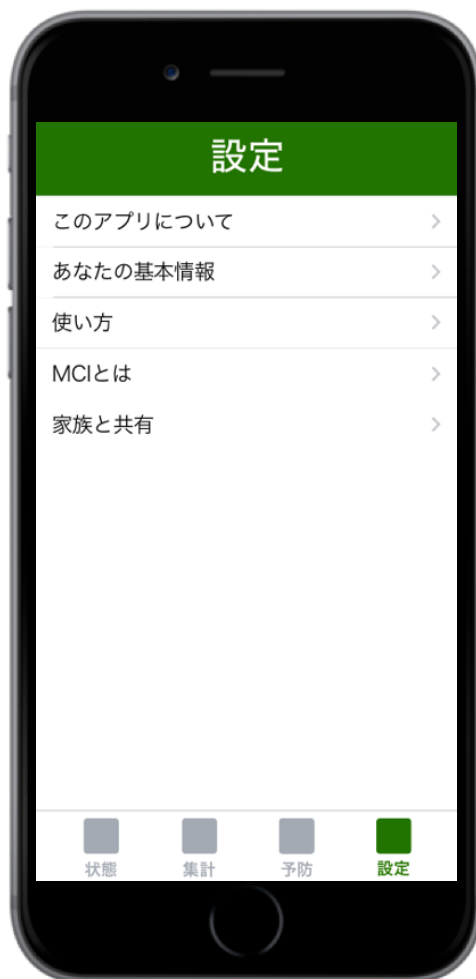 設定
このアプリについて
あなたの基本情報
使い方
MCIとは
家族と共有
状態 集計 予防 設定